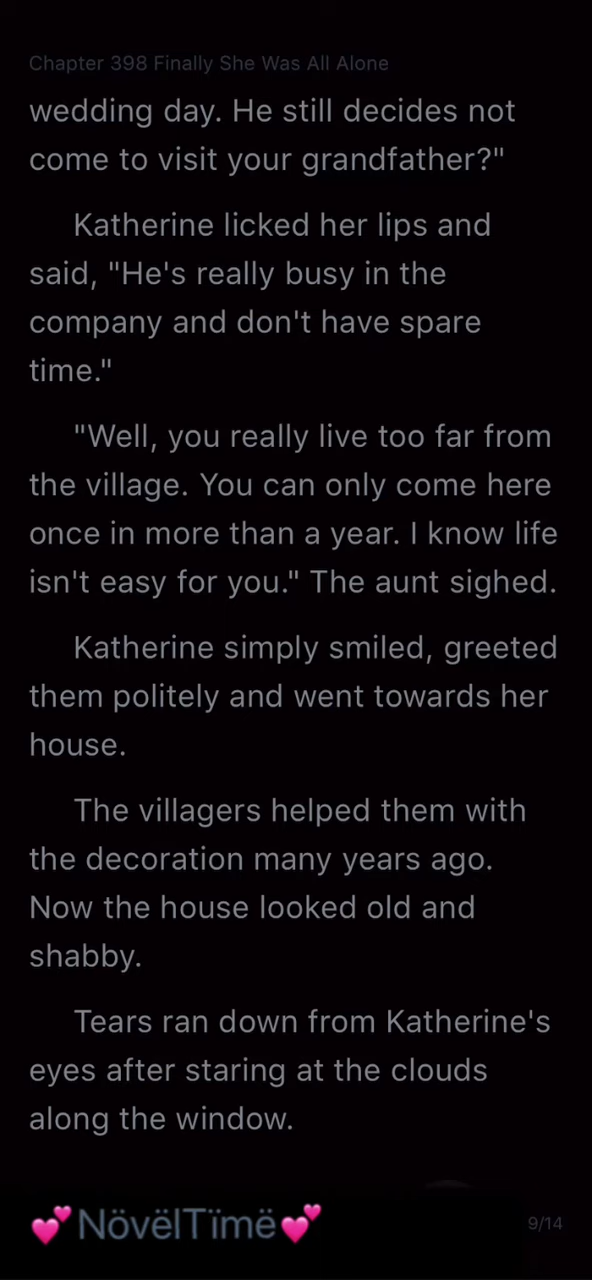 Chapter 398 Finally She Was All Alone
wedding day. He still decides not
come to visit your grandfather?"
Katherine licked her lips and
said, "He's really busy in the
company and don't have spare
time."
"Well, you really live too far from
the village. You can only come here
once in more than a year. I know life
isn't easy for you." The aunt sighed.
Katherine simply smiled, greeted
them politely and went towards her
house.
The villagers helped them with
the decoration many years ago.
Now the house looked old and
shabby.
Tears ran down from Katherine's
eyes after staring at the clouds
along the window.
💕NövëlTïmë💕
9/14